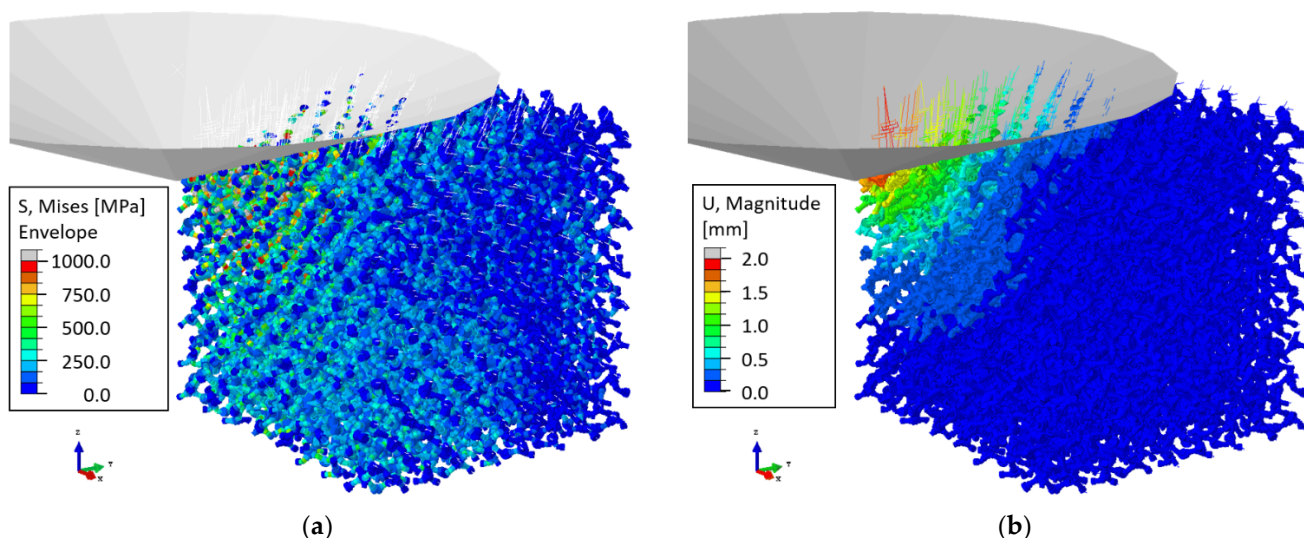 S, Mises [MPa]
Envelope
1000.0
750.0
500.0
250.0
0.0
Z
Y
X
(a)
U, Magnitude
[mm]
2.0
1.5
1.0
0.5
0.0
Z
Y
X
(b)